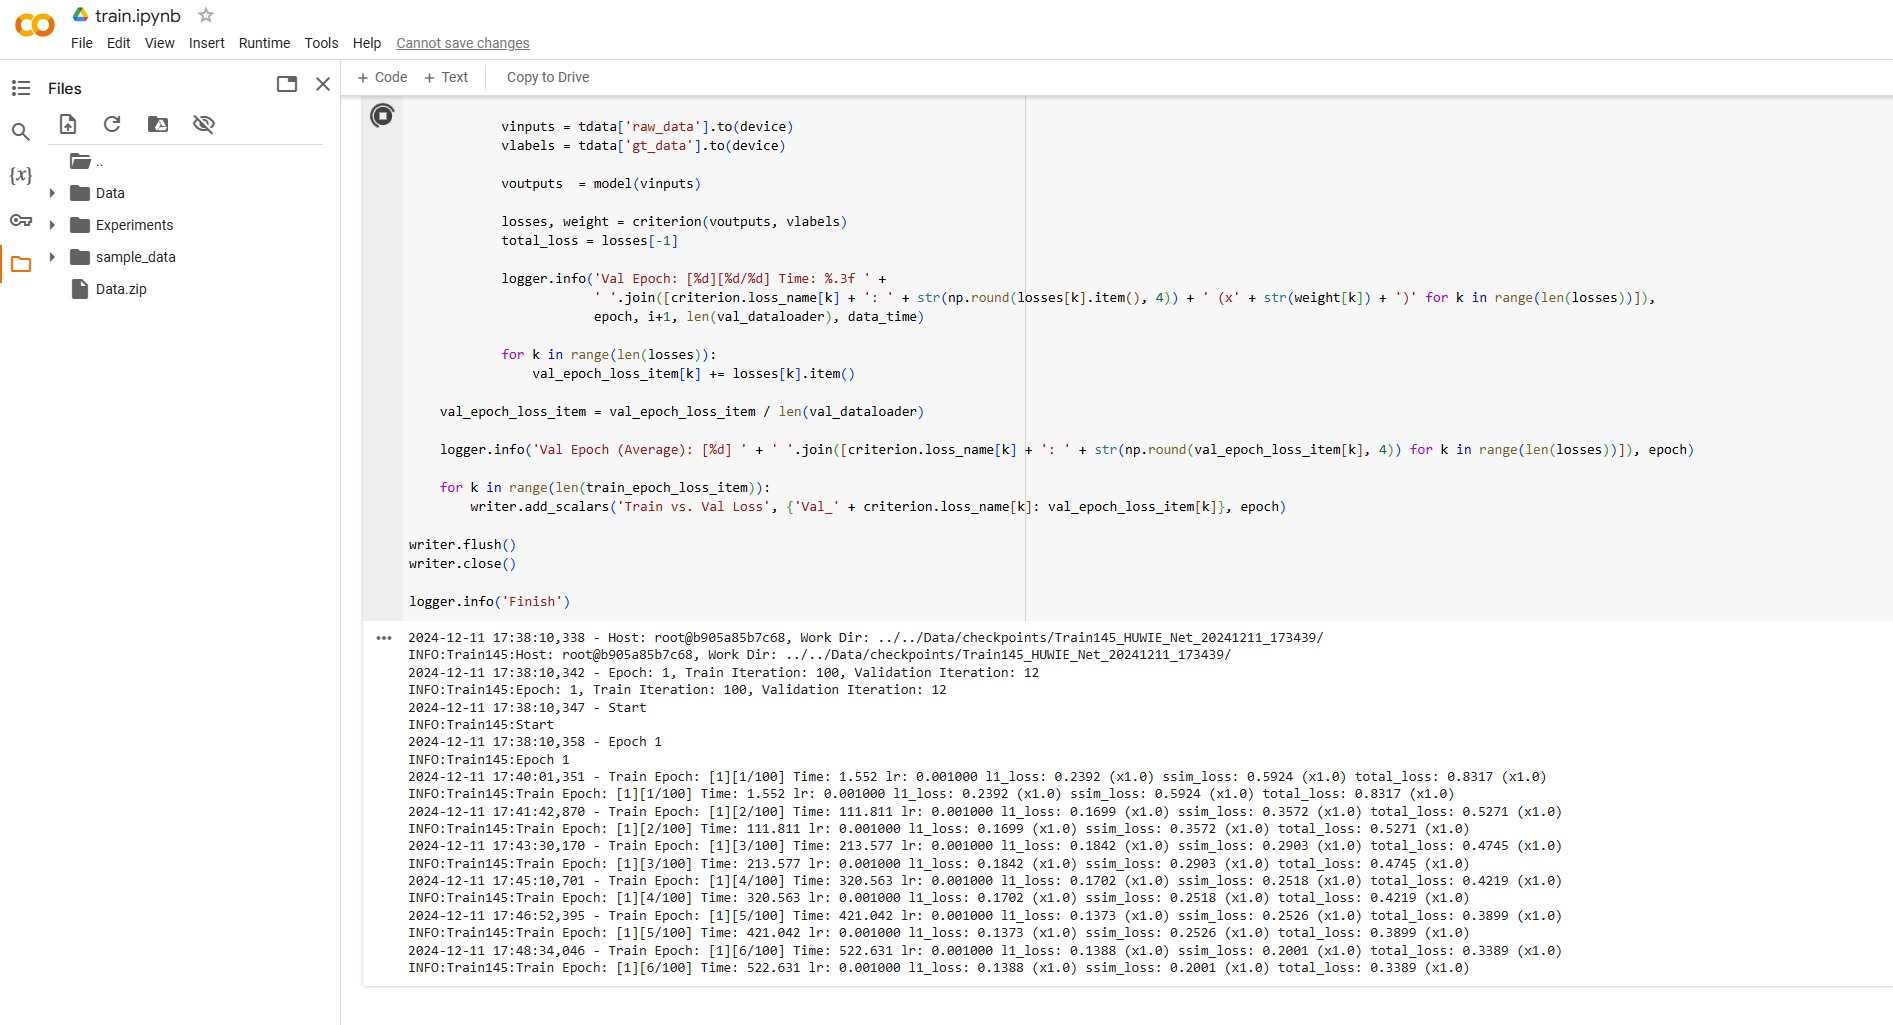 train.ipynb
File Edit View Insert Runtime Tools Help Cannot save changes
Files
..
Data
Experiments
sample_data
Data.zip
{x}
+ Code + Text Copy to Drive
vinputs = tdata['raw_data'].to(device)
vlabels = tdata['gt_data'].to(device)
voutputs  = model(vinputs)
losses, weight = criterion(voutputs, vlabels)
total_loss = losses[-1]
logger.info('Val Epoch: [%d][%d/%d] Time: %.3f ' +
' '.join([criterion.loss_name[k] + ': ' + str(np.round(losses[k].item(), 4)) + ' (x' + str(weight[k]) + ')' for k in range(len(losses))]),
epoch, i+1, len(val_dataloader), data_time)
for k in range(len(losses)):
val_epoch_loss_item[k] += losses[k].item()
val_epoch_loss_item = val_epoch_loss_item / len(val_dataloader)
logger.info('Val Epoch (Average): [%d] ' + ' '.join([criterion.loss_name[k] + ': ' + str(np.round(val_epoch_loss_item[k], 4)) for k in range(len(losses))]), epoch)
for k in range(len(train_epoch_loss_item)):
writer.add_scalars('Train vs. Val Loss', {'Val_' + criterion.loss_name[k]: val_epoch_loss_item[k]}, epoch)
writer.flush()
writer.close()
logger.info('Finish')
2024-12-11 17:38:10,338 - Host: root@b905a85b7c68, Work Dir: ../../Data/checkpoints/Train145_HUWIE_Net_20241211_173439/
INFO:Train145:Host: root@b905a85b7c68, Work Dir: ../../Data/checkpoints/Train145_HUWIE_Net_20241211_173439/
2024-12-11 17:38:10,342 - Epoch: 1, Train Iteration: 100, Validation Iteration: 12
INFO:Train145:Epoch: 1, Train Iteration: 100, Validation Iteration: 12
2024-12-11 17:38:10,347 - Start
INFO:Train145:Start
2024-12-11 17:38:10,358 - Epoch 1
INFO:Train145:Epoch 1
2024-12-11 17:40:01,351 - Train Epoch: [1][1/100] Time: 1.552 lr: 0.001000 l1_loss: 0.2392 (x1.0) ssim_loss: 0.5924 (x1.0) total_loss: 0.8317 (x1.0)
INFO:Train145:Train Epoch: [1][1/100] Time: 1.552 lr: 0.001000 l1_loss: 0.2392 (x1.0) ssim_loss: 0.5924 (x1.0) total_loss: 0.8317 (x1.0)
2024-12-11 17:41:42,870 - Train Epoch: [1][2/100] Time: 111.811 lr: 0.001000 l1_loss: 0.1699 (x1.0) ssim_loss: 0.3572 (x1.0) total_loss: 0.5271 (x1.0)
INFO:Train145:Train Epoch: [1][2/100] Time: 111.811 lr: 0.001000 l1_loss: 0.1699 (x1.0) ssim_loss: 0.3572 (x1.0) total_loss: 0.5271 (x1.0)
2024-12-11 17:43:30,170 - Train Epoch: [1][3/100] Time: 213.577 lr: 0.001000 l1_loss: 0.1842 (x1.0) ssim_loss: 0.2903 (x1.0) total_loss: 0.4745 (x1.0)
INFO:Train145:Train Epoch: [1][3/100] Time: 213.577 lr: 0.001000 l1_loss: 0.1842 (x1.0) ssim_loss: 0.2903 (x1.0) total_loss: 0.4745 (x1.0)
2024-12-11 17:45:10,701 - Train Epoch: [1][4/100] Time: 320.563 lr: 0.001000 l1_loss: 0.1702 (x1.0) ssim_loss: 0.2518 (x1.0) total_loss: 0.4219 (x1.0)
INFO:Train145:Train Epoch: [1][4/100] Time: 320.563 lr: 0.001000 l1_loss: 0.1702 (x1.0) ssim_loss: 0.2518 (x1.0) total_loss: 0.4219 (x1.0)
2024-12-11 17:46:52,395 - Train Epoch: [1][5/100] Time: 421.042 lr: 0.001000 l1_loss: 0.1373 (x1.0) ssim_loss: 0.2526 (x1.0) total_loss: 0.3899 (x1.0)
INFO:Train145:Train Epoch: [1][5/100] Time: 421.042 lr: 0.001000 l1_loss: 0.1373 (x1.0) ssim_loss: 0.2526 (x1.0) total_loss: 0.3899 (x1.0)
2024-12-11 17:48:34,046 - Train Epoch: [1][6/100] Time: 522.631 lr: 0.001000 l1_loss: 0.1388 (x1.0) ssim_loss: 0.2001 (x1.0) total_loss: 0.3389 (x1.0)
INFO:Train145:Train Epoch: [1][6/100] Time: 522.631 lr: 0.001000 l1_loss: 0.1388 (x1.0) ssim_loss: 0.2001 (x1.0) total_loss: 0.3389 (x1.0)